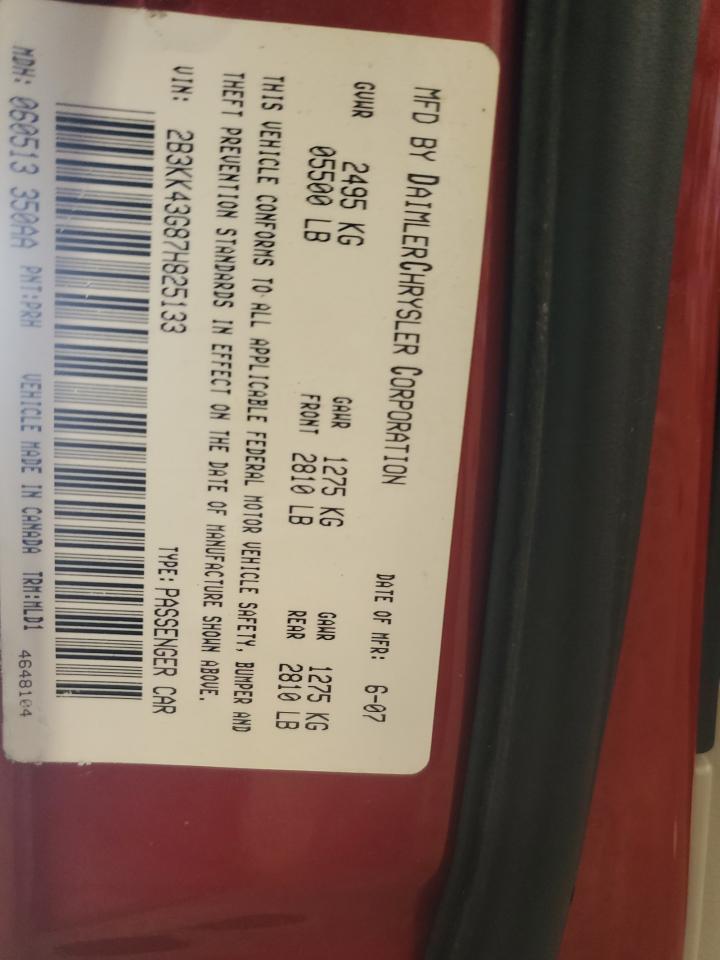 MFD BY DAIMLERCHRYSLER CORPORATION
DATE OF MFR: 6-07
GVWR 2495 KG
05500 LB
GAWR 1275 KG
FRONT 2810 LB
GAWR 1275 KG
REAR 2810 LB
THIS VEHICLE CONFORMS TO ALL APPLICABLE FEDERAL MOTOR VEHICLE SAFETY, BUMPER AND
THEFT PREVENTION STANDARDS IN EFFECT ON THE DATE OF MANUFACTURE SHOWN ABOVE.
VIN: 2B3KK43G87H825133 TYPE: PASSENGER CAR
MDH: 060513 350AA PNT:PRH VEHICLE MADE IN CANADA TRM:MLD1 4648104